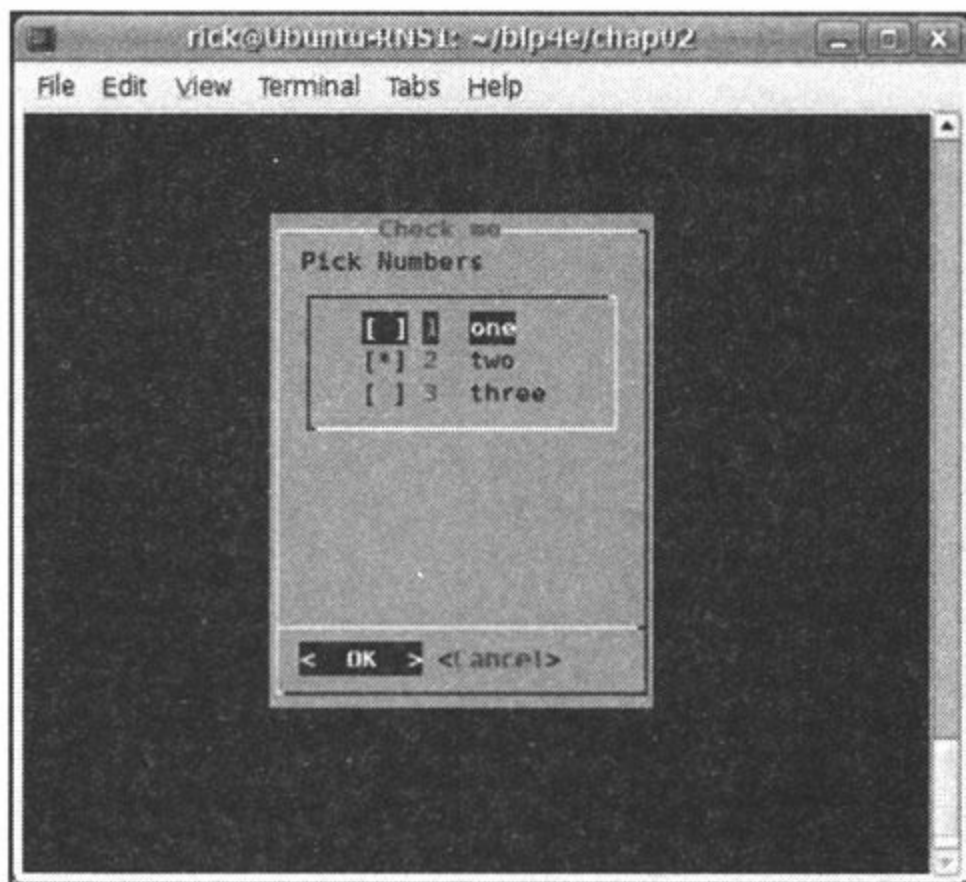 rick@Ubuntu-RNS1: ~/blp4e/chap02
File Edit View Terminal Tabs Help
Check me
Pick Numbers
[ ] 1 one
[*] 2 two
[ ] 3 three
< OK > <Cancel>